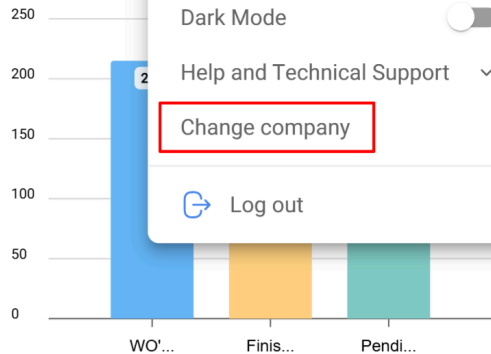 250
Dark Mode
200
2
Help and Technical Support
150
Change company
100
Log out
50
0
WO'...
Finis...
Pendi...